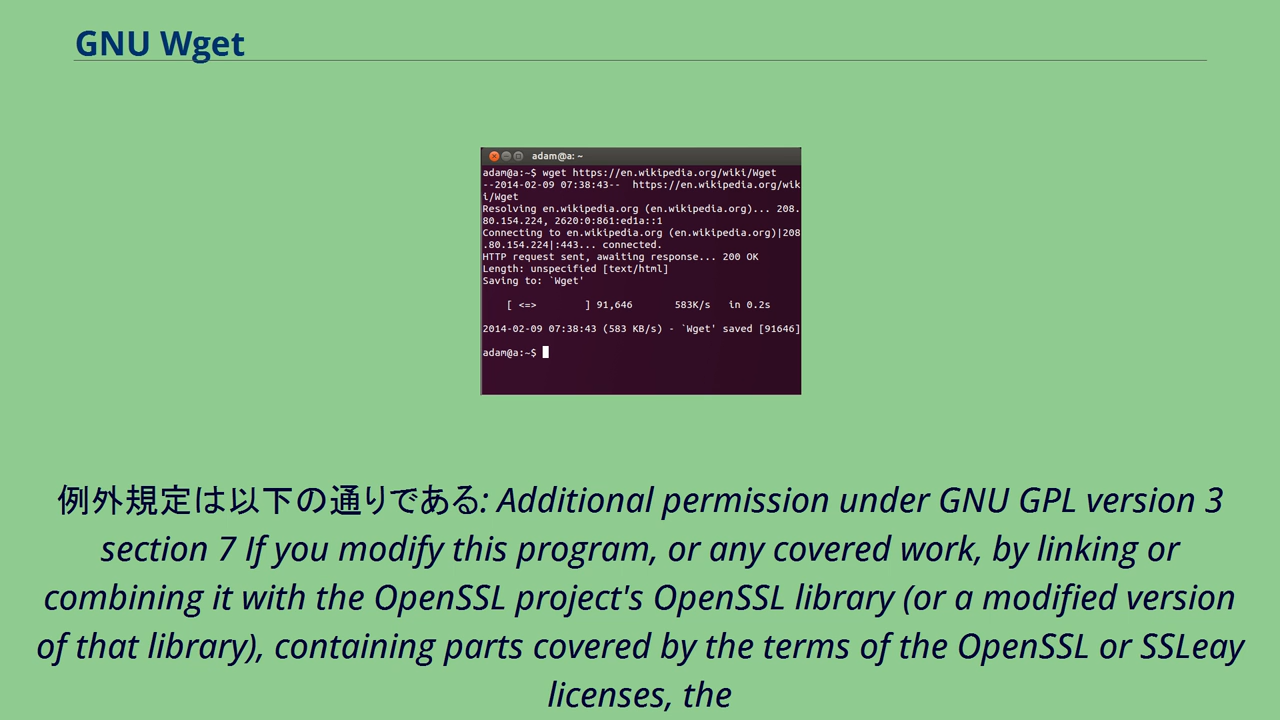 GNU Wget
adam@a: ~
adam@a:~$ wget https://en.wikipedia.org/wiki/Wget
--2014-02-09 07:38:43--  https://en.wikipedia.org/wik
i/Wget
Resolving en.wikipedia.org (en.wikipedia.org)... 208.
80.154.224, 2620:0:861:ed1a::1
Connecting to en.wikipedia.org (en.wikipedia.org)|208
.80.154.224|:443... connected.
HTTP request sent, awaiting response... 200 OK
Length: unspecified [text/html]
Saving to: `Wget'
[ <=>        ] 91,646       583K/s   in 0.2s
2014-02-09 07:38:43 (583 KB/s) - `Wget' saved [91646]
adam@a:~$
例外規定は以下の通りである: Additional permission under GNU GPL version 3
section 7 If you modify this program, or any covered work, by linking or
combining it with the OpenSSL project's OpenSSL library (or a modified version
of that library), containing parts covered by the terms of the OpenSSL or SSLeay
licenses, the